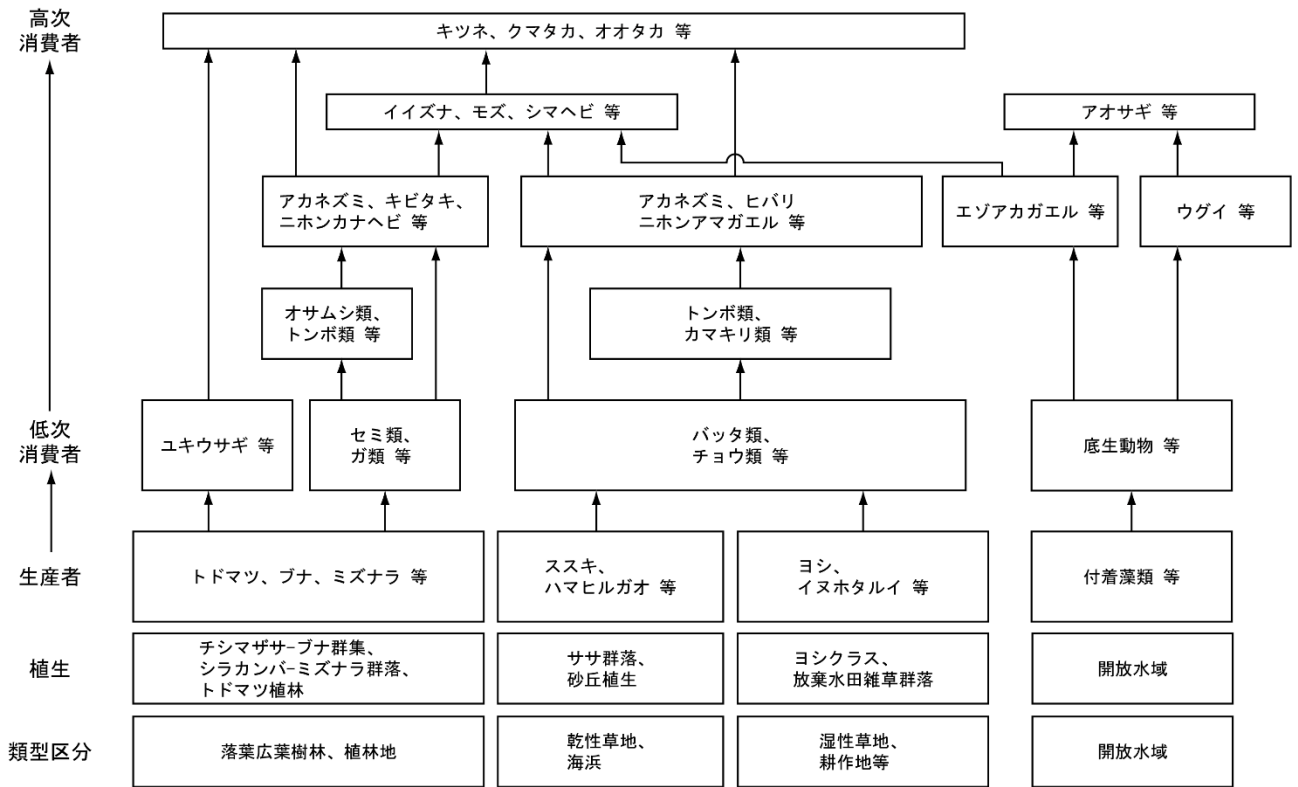 高次
消費者
キツネ、クマタカ、オオタカ 等
イイズナ、モズ、シマヘビ 等
アオサギ 等
アカネズミ、キビタキ、
ニホンカナヘビ 等
アカネズミ、ヒバリ
ニホンアマガエル 等
エゾアカガエル 等
ウグイ 等
オサムシ類、
トンボ類 等
トンボ類、
カマキリ類 等
低次
消費者
ユキウサギ 等
セミ類、
ガ類 等
バッタ類、
チョウ類 等
底生動物 等
生産者
トドマツ、ブナ、ミズナラ 等
ススキ、
ハマヒルガオ 等
ヨシ、
イヌホタルイ 等
付着藻類 等
植生
チシマザサ-ブナ群集、
シラカンバ-ミズナラ群落、
トドマツ植林
ササ群落、
砂丘植生
ヨシクラス、
放棄水田雑草群落
開放水域
類型区分
落葉広葉樹林、植林地
乾性草地、
海浜
湿性草地、
耕作地等
開放水域